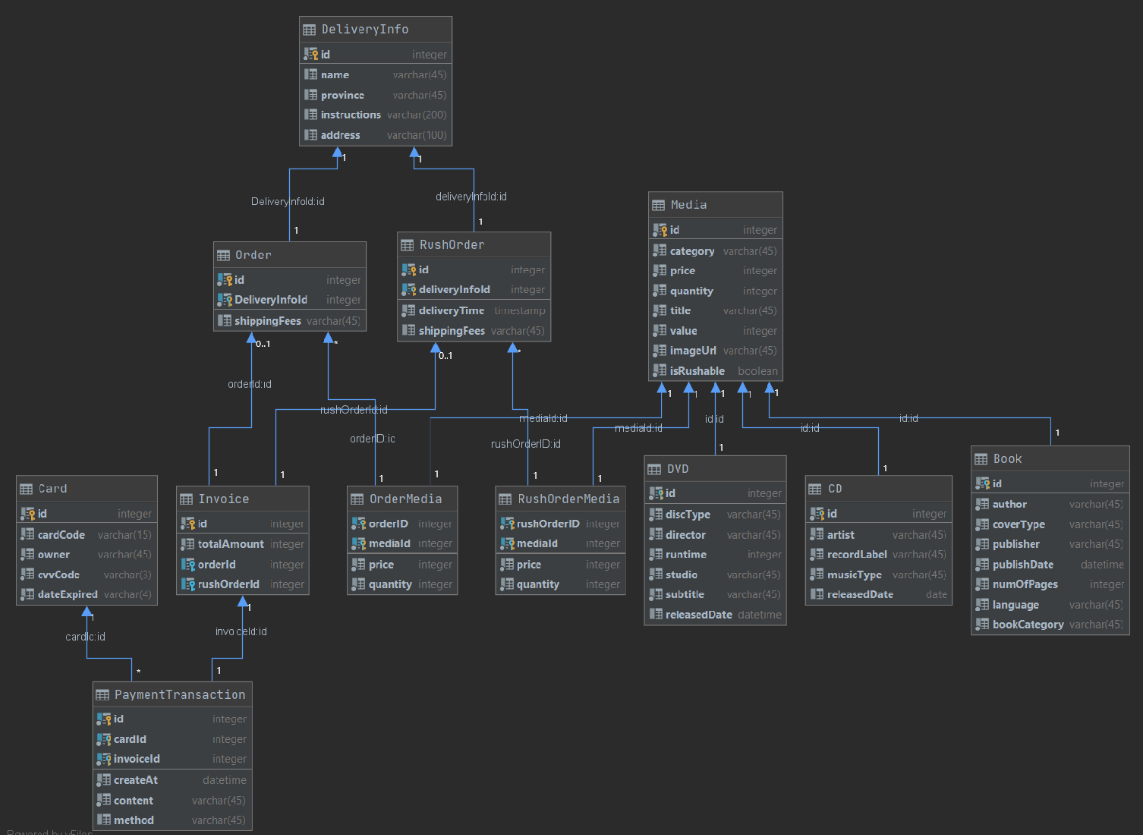 DeliveryInfo
id integer
name varchar(45)
province varchar(45)
instructions varchar(200)
address varchar(100)
1
1
DeliveryInfoId:id
deliveryInfoId:id
1
1
Order
id integer
DeliveryInfoId integer
shippingFees varchar(45)
RushOrder
id integer
deliveryInfoId integer
deliveryTime timestamp
shippingFees varchar(45)
Media
id integer
category varchar(45)
price integer
quantity integer
title varchar(45)
value integer
imageUrl varchar(45)
isRushable boolean
0..1
*
0..1
*
1
1
1
1
1
orderId:id
rushOrderId:id
orderID:id
mediaId:id
rushOrderID:id
mediaId:id
id:id
id:id
id:id
1
1
1
1
1
1
1
1
1
Card
id integer
cardCode varchar(15)
owner varchar(45)
cvvCode varchar(3)
dateExpired varchar(4)
Invoice
id integer
totalAmount integer
orderId integer
rushOrderId integer
OrderMedia
orderID integer
mediaId integer
price integer
quantity integer
RushOrderMedia
rushOrderID integer
mediaId integer
price integer
quantity integer
DVD
id integer
discType varchar(45)
director varchar(45)
runtime integer
studio varchar(45)
subtitle varchar(45)
releasedDate datetime
CD
id integer
artist varchar(45)
recordLabel varchar(45)
musicType varchar(45)
releasedDate date
Book
id integer
author varchar(45)
coverType varchar(45)
publisher varchar(45)
publishDate datetime
numOfPages integer
language varchar(45)
bookCategory varchar(45)
1
1
cardId:id
invoiceId:id
*
1
PaymentTransaction
id integer
cardId integer
invoiceId integer
createAt datetime
content varchar(45)
method varchar(45)
Powered by yFiles